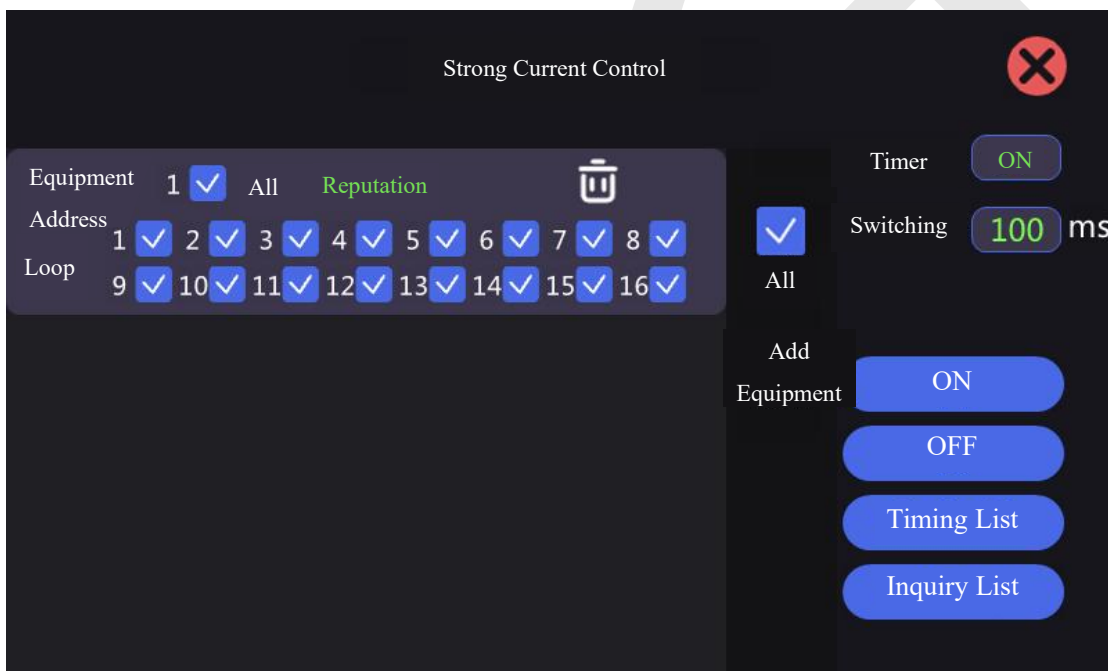 Strong Current Control
Equipment 1 All Reputation
Address
Loop
1 2 3 4 5 6 7 8
9 10 11 12 13 14 15 16
All
Add
Equipment
Timer ON
Switching 100 ms
ON
OFF
Timing List
Inquiry List